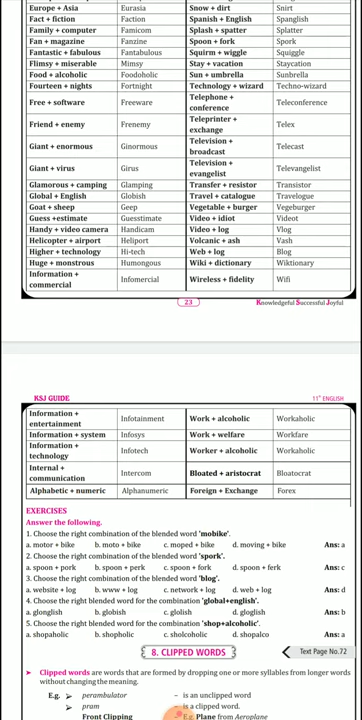 Europe + Asia Eurasia Snow + dirt Snirt
Fact + fiction Faction Spanish + English Spanglish
Family + computer Famicom Splash + spatter Splatter
Fan + magazine Fanzine Spoon + fork Spork
Fantastic + fabulous Fantabulous Squirm + wiggle Squiggle
Flimsy + miserable Mimsy Stay + vacation Staycation
Food + alcoholic Foodoholic Sun + umbrella Sunbrella
Fourteen + nights Fortnight Technology + wizard Techno-wizard
Free + software Freeware Telephone + conference Teleconference
Friend + enemy Frenemy Teleprinter + exchange Telex
Giant + enormous Ginormous Television + broadcast Telecast
Giant + virus Girus Television + evangelist Televangelist
Glamorous + camping Glamping Transfer + resistor Transistor
Global + English Globish Travel + catalogue Travelogue
Goat + sheep Geep Vegetable + burger Vegeburger
Guess +estimate Guesstimate Video + idiot Videot
Handy + video camera Handicam Video + log Vlog
Helicopter + airport Heliport Volcanic + ash Vash
Higher + technology Hi-tech Web + log Blog
Huge + monstrous Humongous Wiki + dictionary Wiktionary
Information + commercial Infomercial Wireless + fidelity Wifi
23 Knowledgeful Successful Joyful
KSJ GUIDE 11th ENGLISH
Information + entertainment Infotainment Work + alcoholic Workaholic
Information + system Infosys Work + welfare Workfare
Information + technology Infotech Worker + alcoholic Workaholic
Internal + communication Intercom Bloated + aristocrat Bloatocrat
Alphabetic + numeric Alphanumeric Foreign + Exchange Forex
EXERCISES
Answer the following.
1. Choose the right combination of the blended word 'mobike'.
a. motor + bike b. moto + bike c. moped + bike d. moving + bike Ans: a
2. Choose the right combination of the blended word 'spork'.
a. spoon + pork b. spoon + perk c. spoon + fork d. spoon + ferk Ans: c
3. Choose the right combination of the blended word 'blog'.
a. website + log b. www + log c. network + log d. web + log Ans: d
4. Choose the right blended word for the combination 'global+english'.
a. glonglish b. globish c. glolish d. gloglish Ans: b
5. Choose the right blended word for the combination 'shop+alcoholic'.
a. shopaholic b. shopholic c. sholcoholic d. shopalco Ans: a
8. CLIPPED WORDS Text Page No.72
➤ Clipped words are words that are formed by dropping one or more syllables from longer words
without changing the meaning.
E.g. ➤ perambulator – is an unclipped word
➤ pram – is a clipped word.
Front Clipping – E.g. Plane from Aeroplane